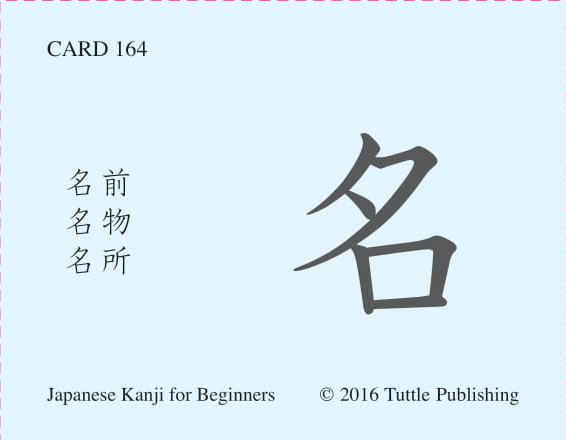 CARD 164
名前
名物
名所
名
Japanese Kanji for Beginners
© 2016 Tuttle Publishing